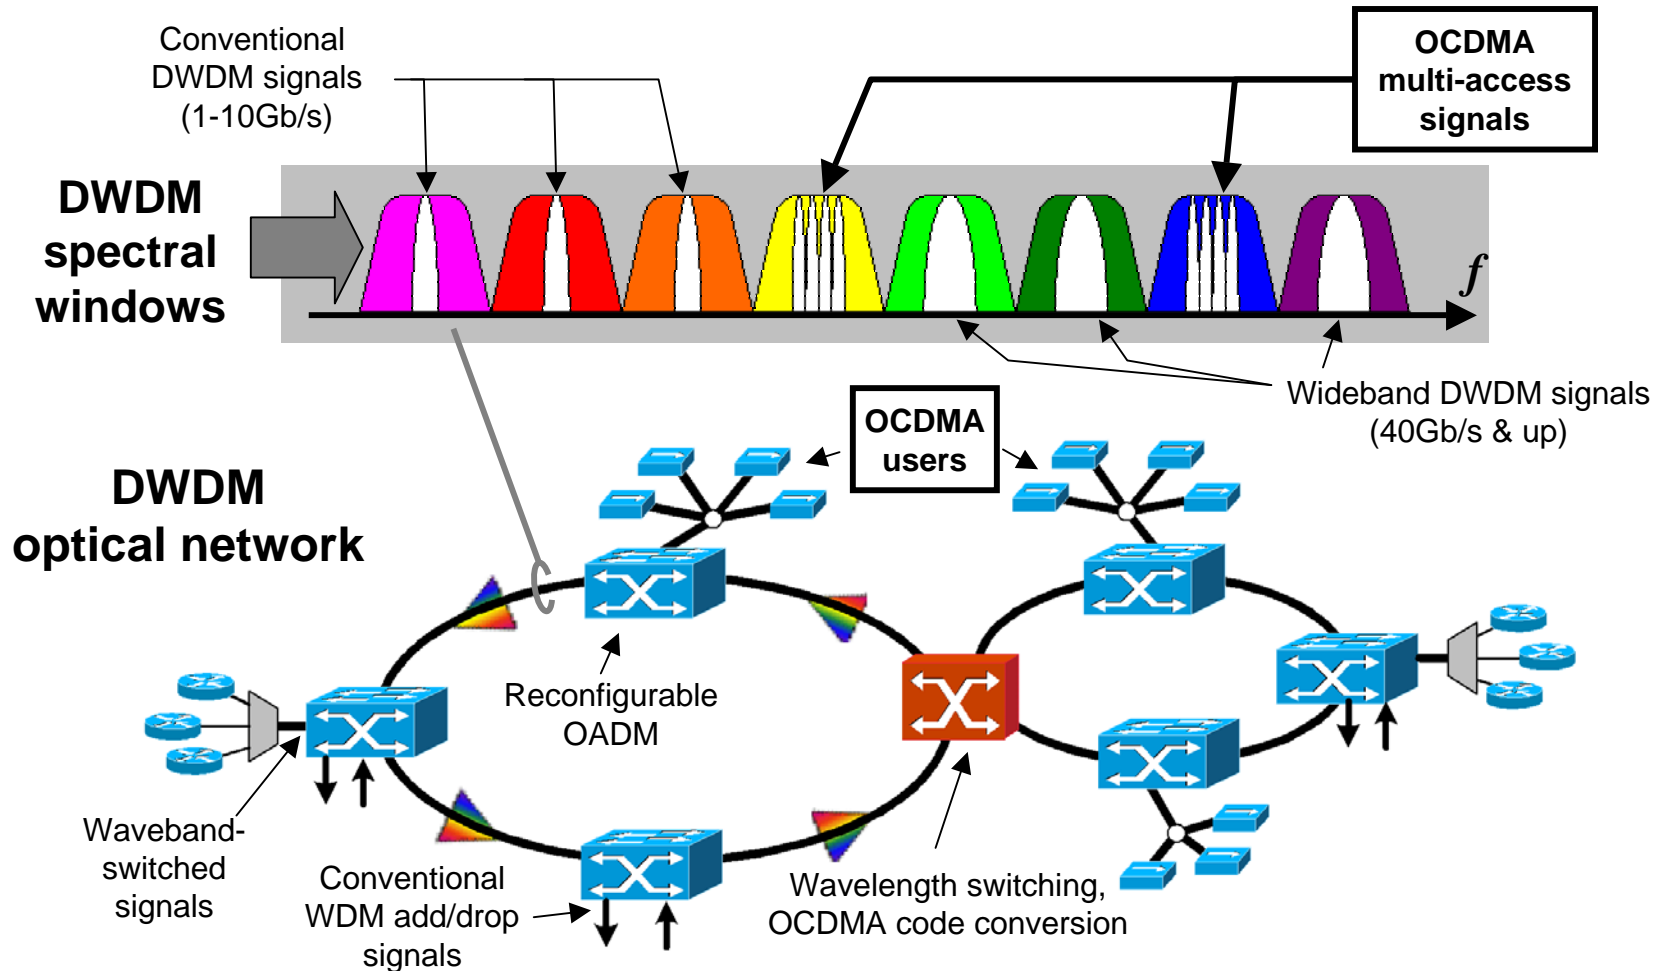 Conventional
DWDM signals
(1-10Gb/s)
OCDMA
multi-access
signals
DWDM
spectral
windows
f
Wideband DWDM signals
(40Gb/s & up)
OCDMA
users
DWDM
optical network
Reconfigurable
OADM
Waveband-
switched
signals
Conventional
WDM add/drop
signals
Wavelength switching,
OCDMA code conversion